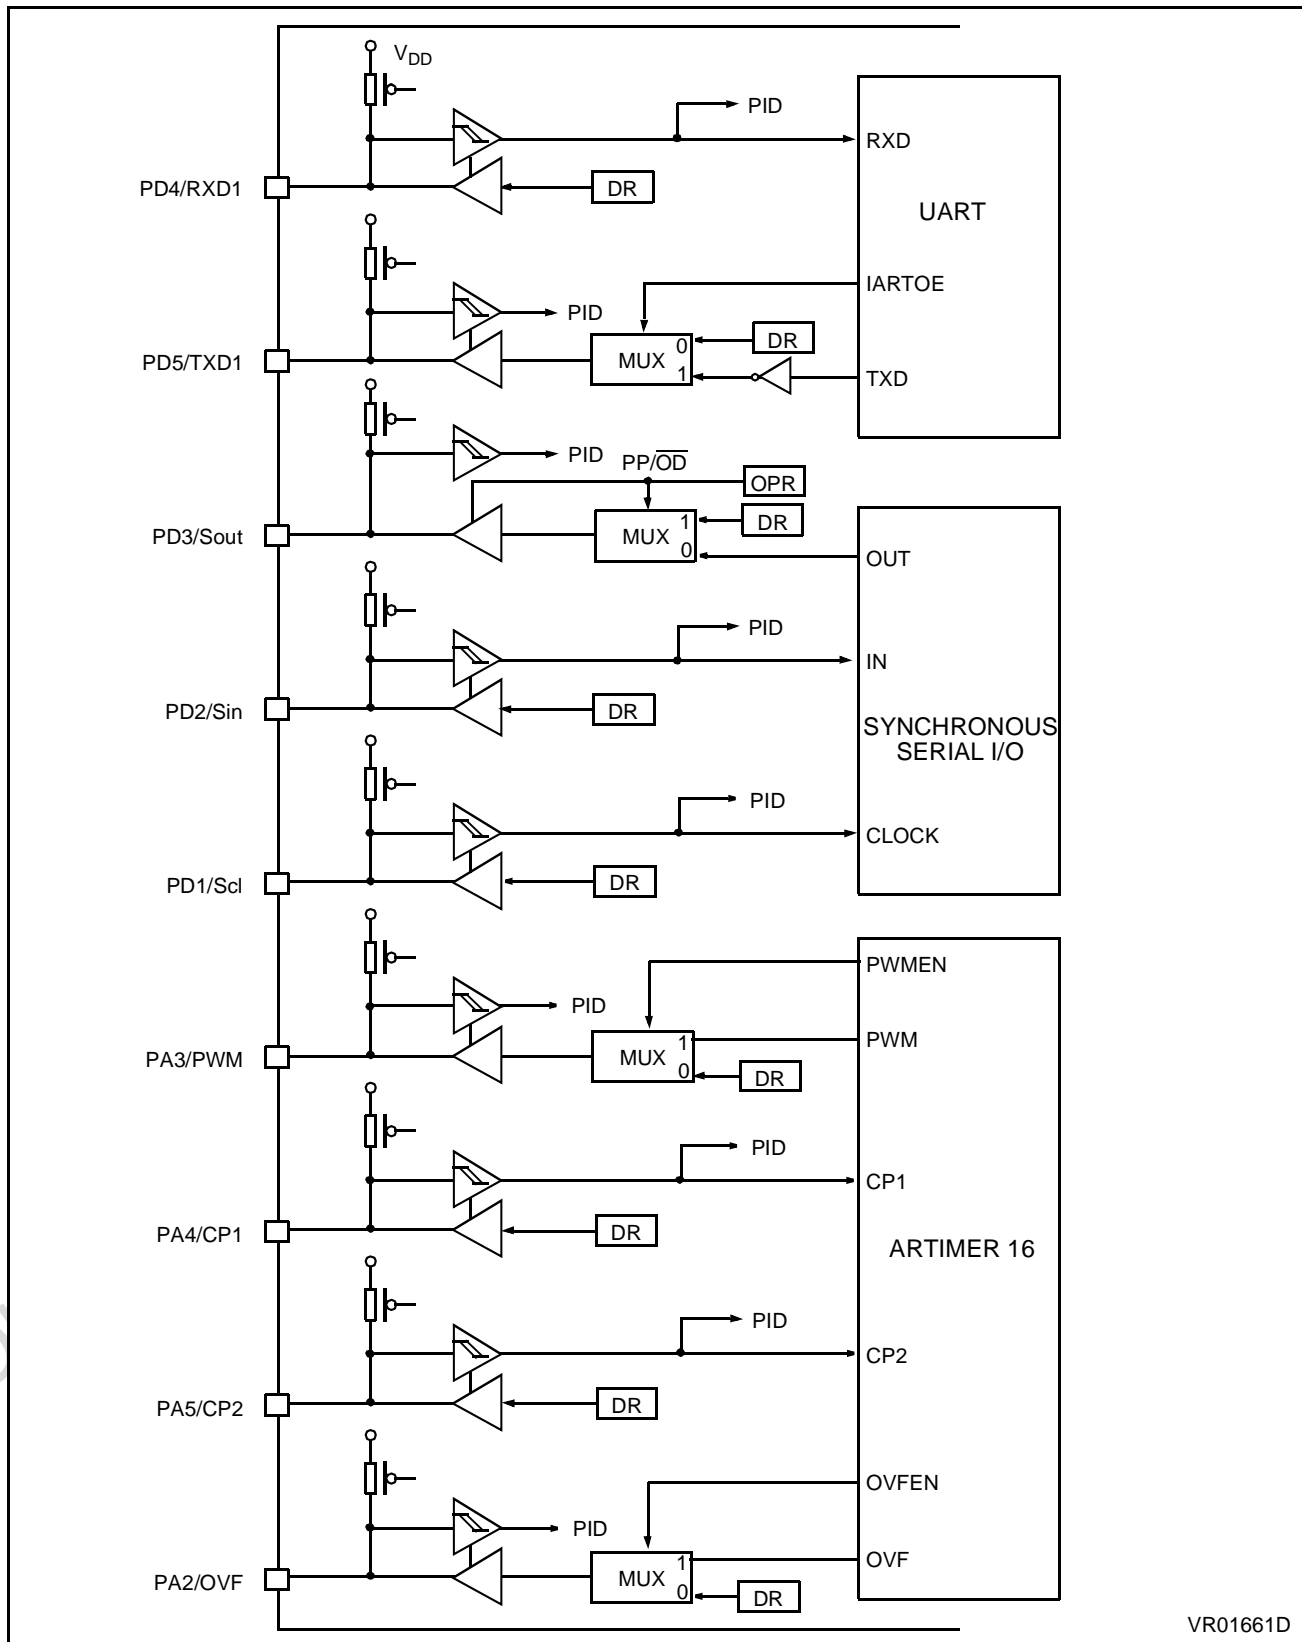 VDD
PID
RXD
PD4/RXD1
DR
UART
IARTOE
PID
DR
MUX 0 1
PD5/TXD1
TXD
PID
PP/OD
OPR
DR
MUX 1 0
PD3/Sout
OUT
PID
IN
PD2/Sin
DR
SYNCHRONOUS
SERIAL I/O
PID
CLOCK
PD1/Scl
DR
PWMEN
PID
PWM
MUX 1 0
PA3/PWM
DR
PID
CP1
PA4/CP1
DR
ARTIMER 16
PID
CP2
PA5/CP2
DR
OVFEN
PID
OVF
MUX 1 0
PA2/OVF
DR
VR01661D